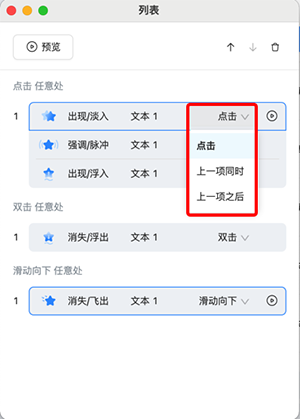 列表
预览
点击 任意处
1 出现/淡入 文本 1 点击
强调/脉冲 文本 1
点击
出现/浮入 文本 1
上一项同时
上一项之后
双击 任意处
1 消失/浮出 文本 1 双击
滑动向下 任意处
1 消失/飞出 文本 1 滑动向下